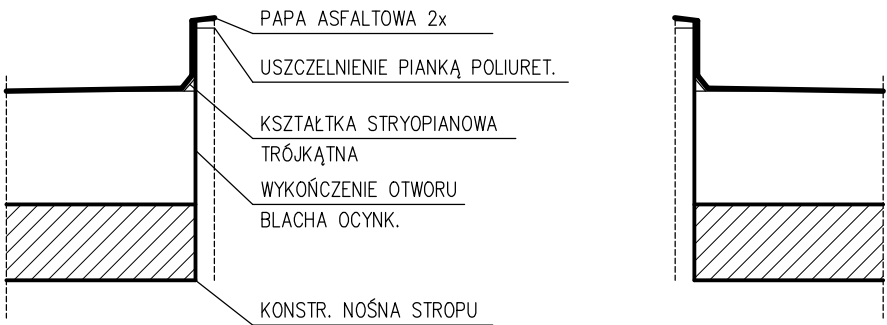 PAPA ASFALTOWA 2x
USZCZELNIENIE PIANKĄ POLIURET.
KSZTAŁTKA STRYOPIANOWA
TRÓJKĄTNA
WYKOŃCZENIE OTWORU
BLACHA OCYNK.
KONSTR. NOŚNA STROPU